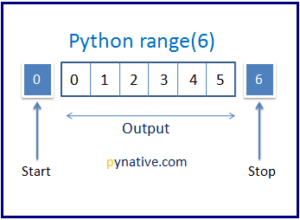 Python range(6)
0 0 1 2 3 4 5 6
Output
Start pynative.com Stop